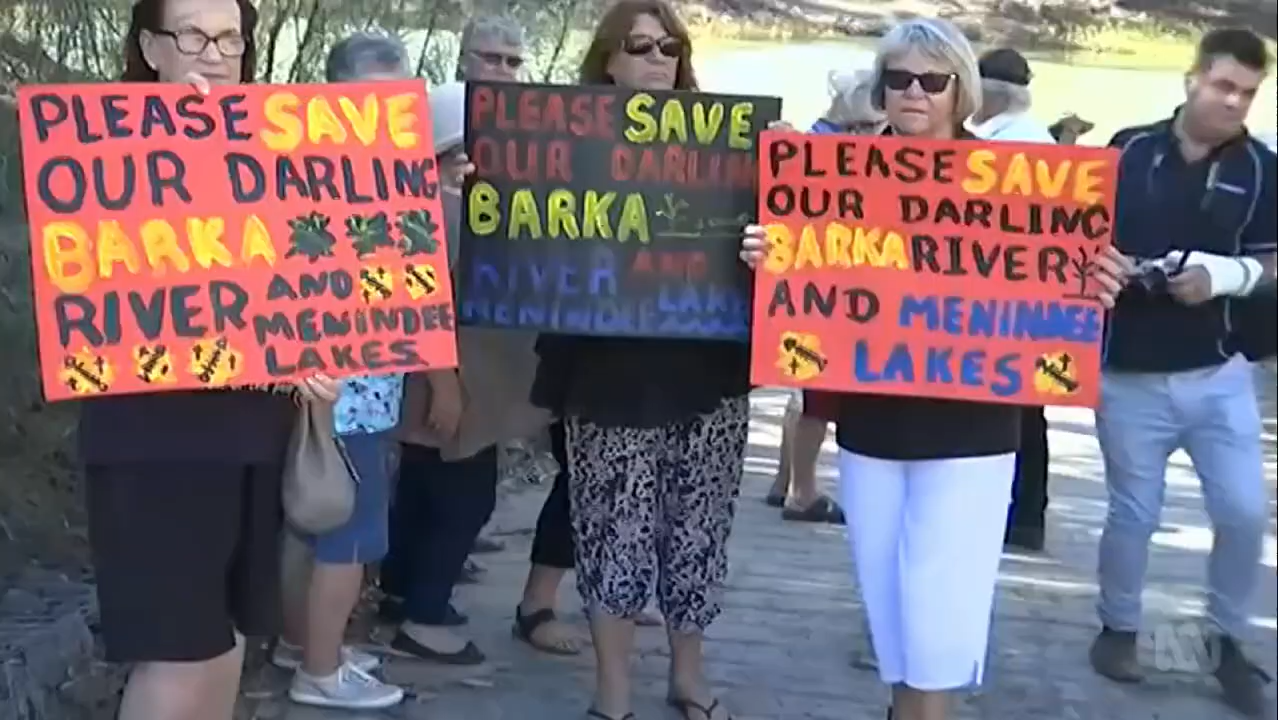 PLEASE SAVE
OUR DARLING
BARKA
RIVER AND
MENINDEE
LAKES
PLEASE SAVE
OUR DARLING
BARKA
RIVER AND
MENINDEE LAKE
PLEASE SAVE
OUR DARLING
BARKA RIVER
AND MENINDEE
LAKES